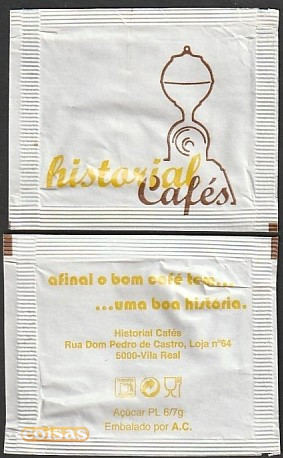 historial
Cafés
afinal o bom café tem...
...uma boa história.
Historial Cafés
Rua Dom Pedro de Castro, Loja nº64
5000-Vila Real
Açúcar PL 6/7g
Embalado por A.C.
coisas